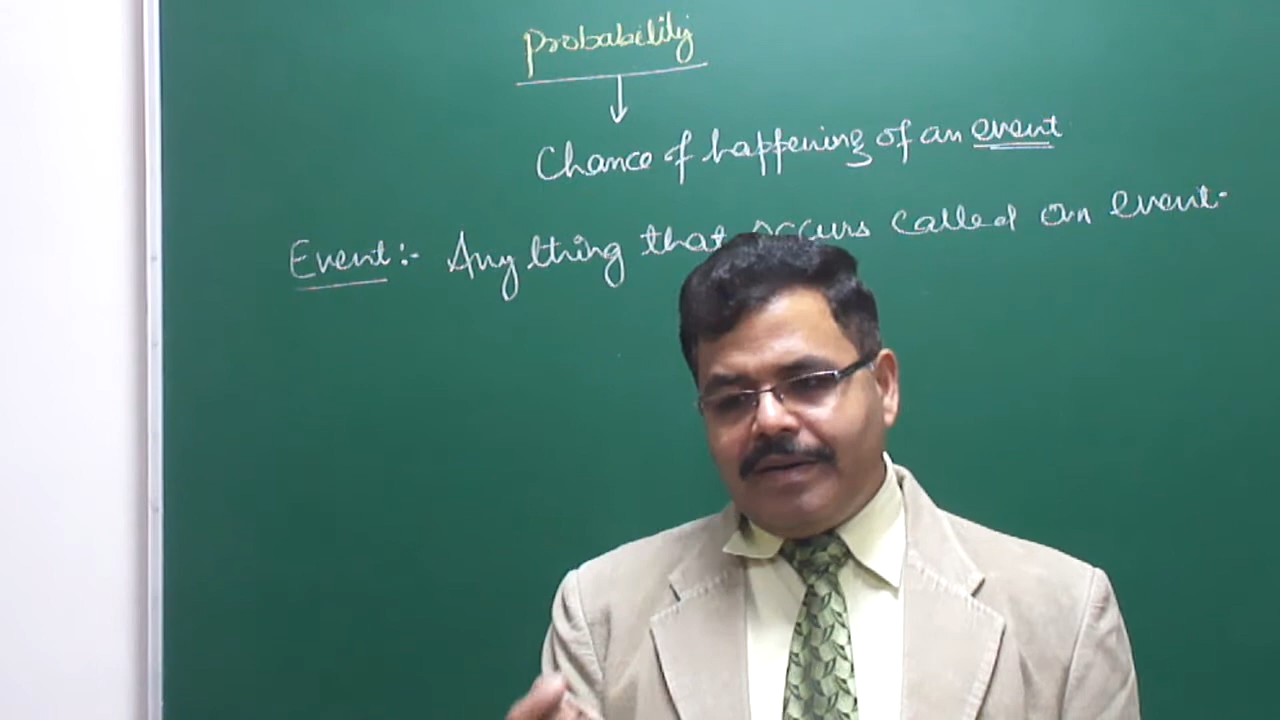 Probability
Chance of happening of an event
Event:- Any thing that occurs called an event.